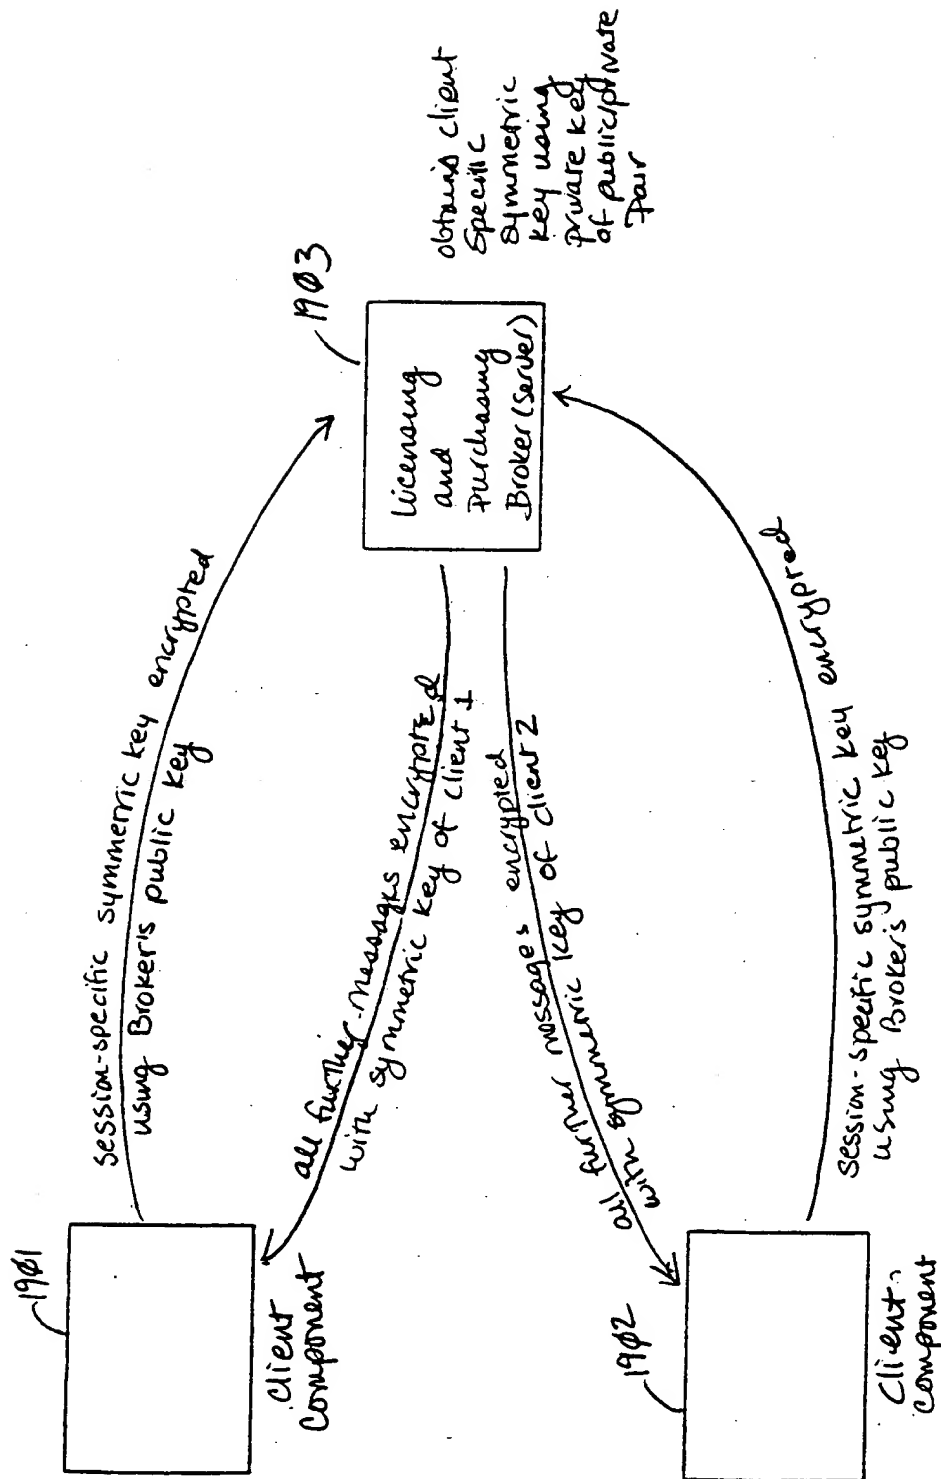 1901
Client
Component
session-specific symmetric key encrypted
using Broker's public key
all further messages encrypted
with symmetric key of client 1
1903
Licensing
and
Purchasing
Broker (server)
obtains client
specific
symmetric
key using
private key
of public/private
pair
all further messages encrypted
with symmetric key of client 2
1902
Client
Component
session-specific symmetric key encrypted
using Broker's public key